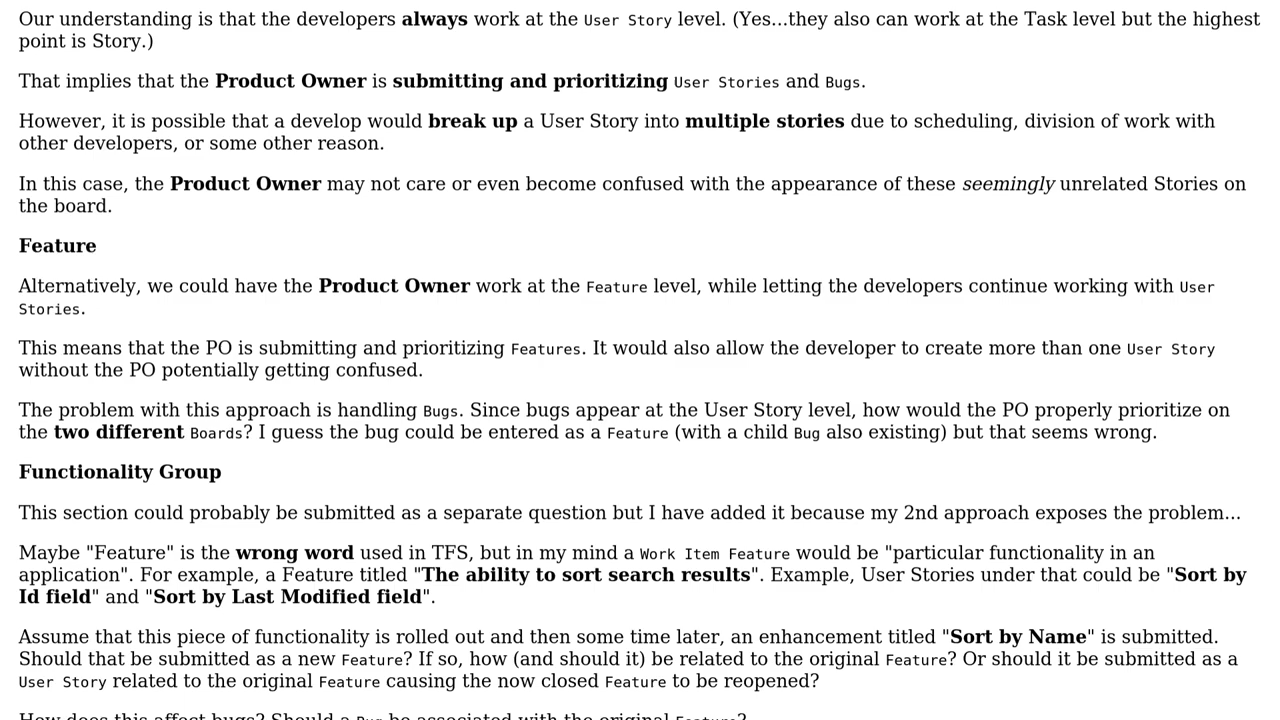 Our understanding is that the developers always work at the User Story level. (Yes...they also can work at the Task level but the highest
point is Story.)
That implies that the Product Owner is submitting and prioritizing User Stories and Bugs.
However, it is possible that a develop would break up a User Story into multiple stories due to scheduling, division of work with
other developers, or some other reason.
In this case, the Product Owner may not care or even become confused with the appearance of these seemingly unrelated Stories on
the board.
Feature
Alternatively, we could have the Product Owner work at the Feature level, while letting the developers continue working with User
Stories.
This means that the PO is submitting and prioritizing Features. It would also allow the developer to create more than one User Story
without the PO potentially getting confused.
The problem with this approach is handling Bugs. Since bugs appear at the User Story level, how would the PO properly prioritize on
the two different Boards? I guess the bug could be entered as a Feature (with a child Bug also existing) but that seems wrong.
Functionality Group
This section could probably be submitted as a separate question but I have added it because my 2nd approach exposes the problem...
Maybe "Feature" is the wrong word used in TFS, but in my mind a Work Item Feature would be "particular functionality in an
application". For example, a Feature titled "The ability to sort search results". Example, User Stories under that could be "Sort by
Id field" and "Sort by Last Modified field".
Assume that this piece of functionality is rolled out and then some time later, an enhancement titled "Sort by Name" is submitted.
Should that be submitted as a new Feature? If so, how (and should it) be related to the original Feature? Or should it be submitted as a
User Story related to the original Feature causing the now closed Feature to be reopened?
How does this affect bugs? Should a Bug be associated with the original Feature?